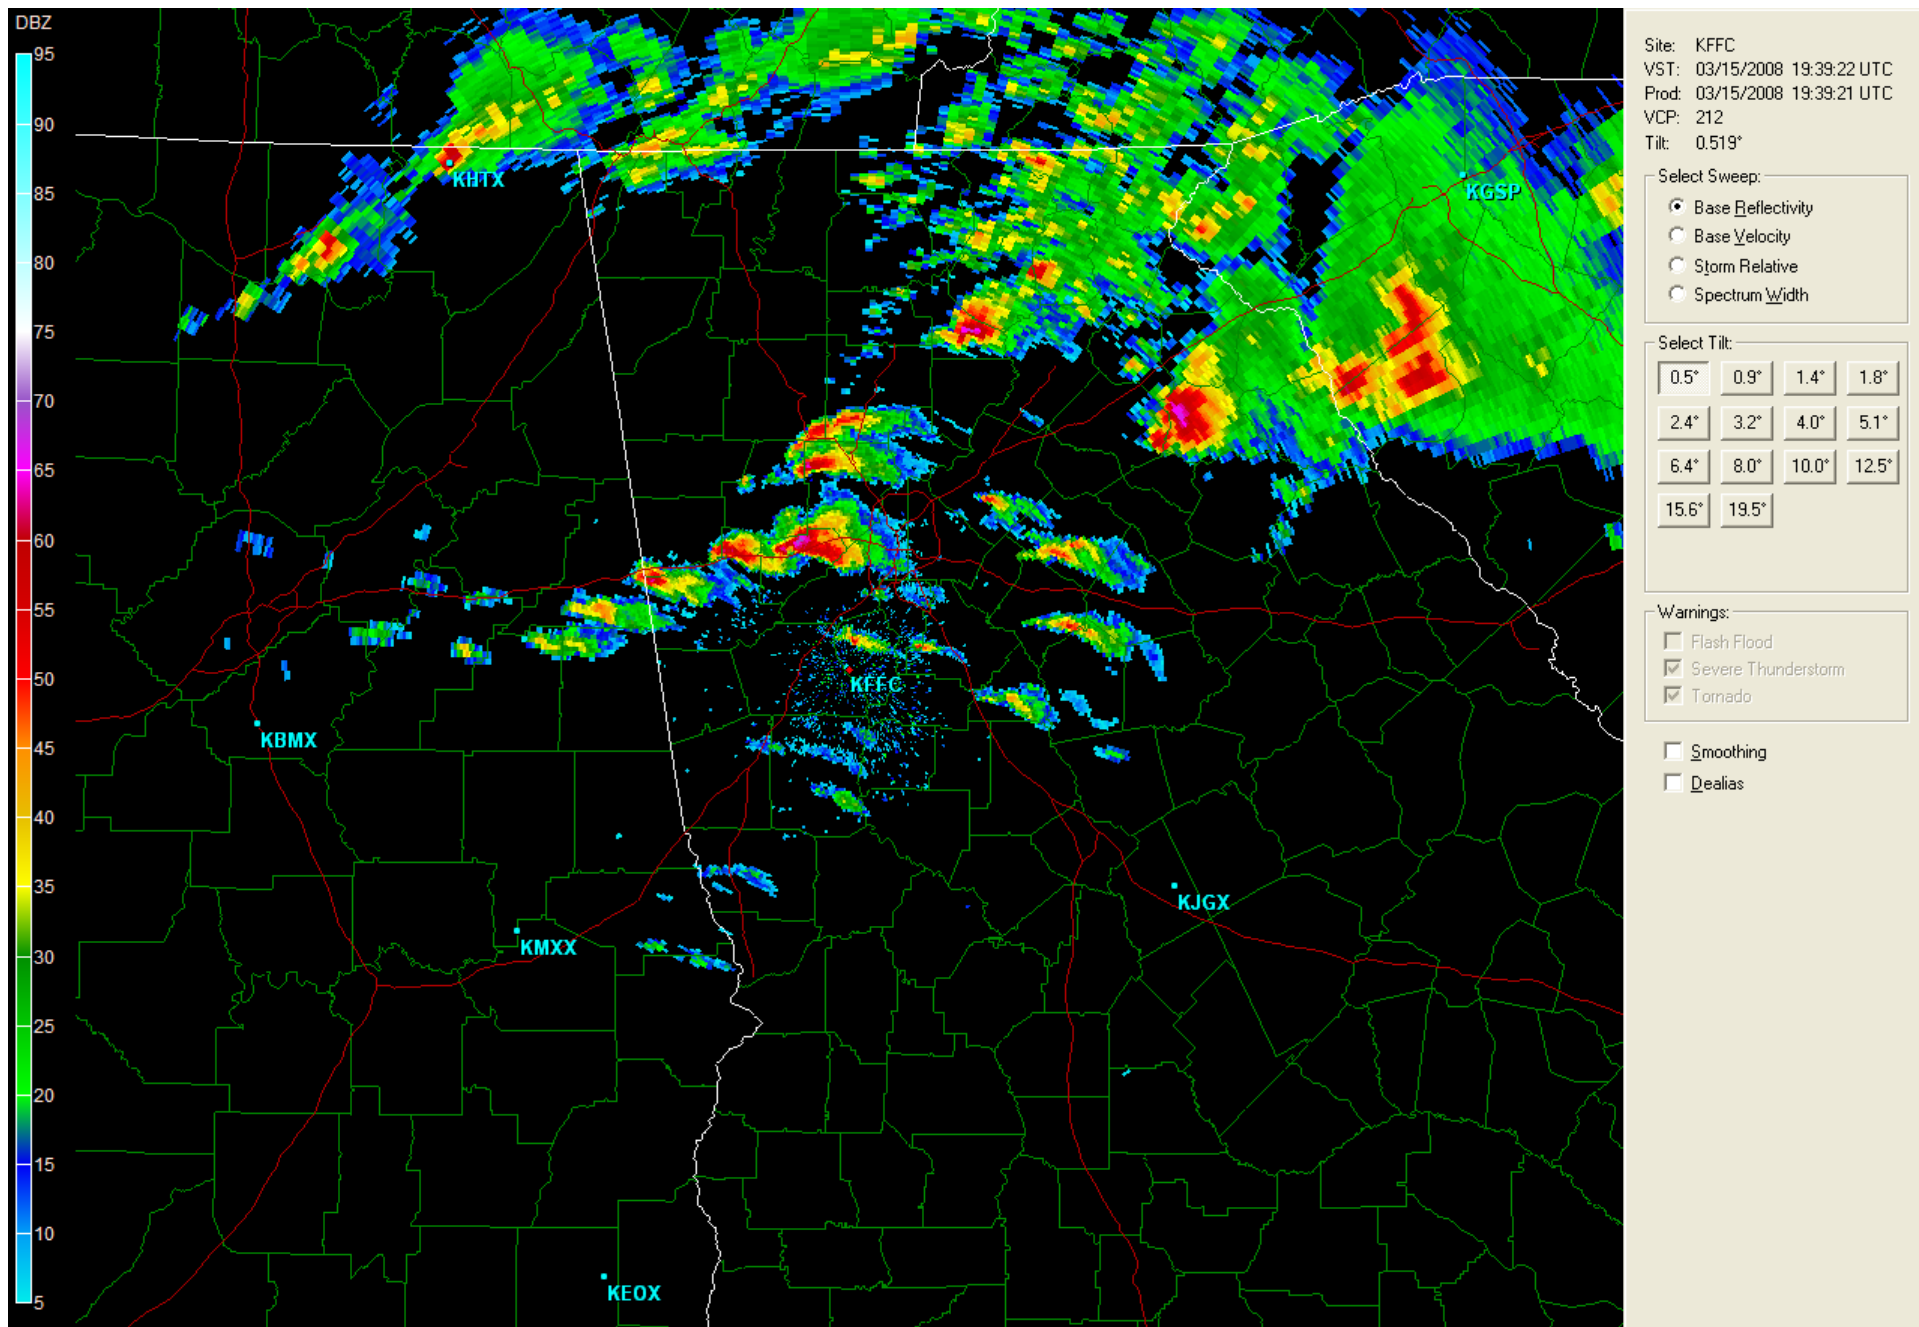 DBZ
95
90
85
80
75
70
65
60
55
50
45
40
35
30
25
20
15
10
5
KHTX
KGSP
KFFC
KBMX
KJGX
KMXX
KEOX
Site: KFFC
VST: 03/15/2008 19:39:22 UTC
Prod: 03/15/2008 19:39:21 UTC
VCP: 212
Tilt: 0.519°
Select Sweep:
Base Reflectivity
Base Velocity
Storm Relative
Spectrum Width
Select Tilt:
0.5° 0.9° 1.4° 1.8°
2.4° 3.2° 4.0° 5.1°
6.4° 8.0° 10.0° 12.5°
15.6° 19.5°
Warnings:
Flash Flood
Severe Thunderstorm
Tornado
Smoothing
Dealias